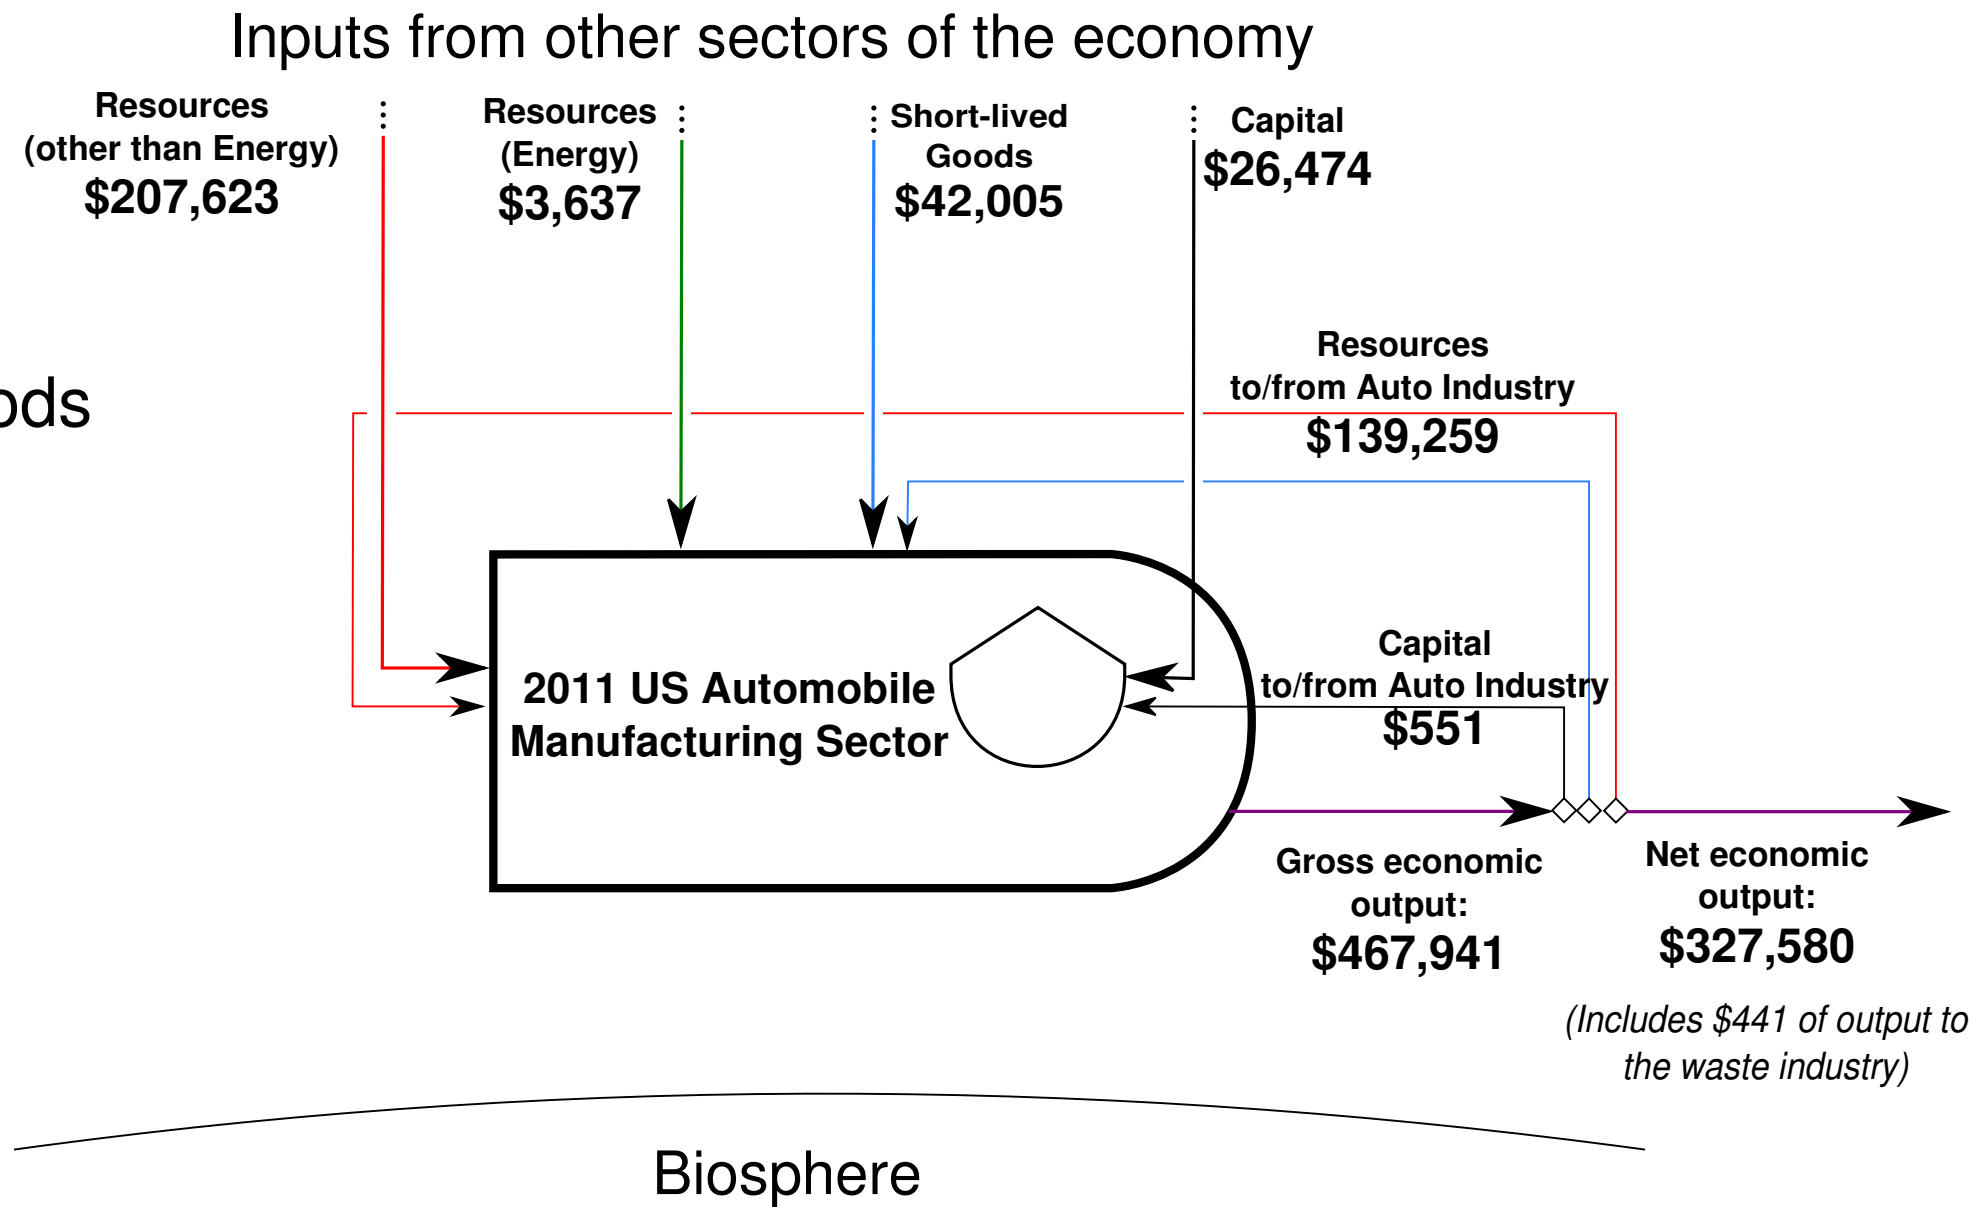 Inputs from other sectors of the economy
Resources
(other than Energy)
$207,623
Resources
(Energy)
$3,637
Short-lived
Goods
$42,005
Capital
$26,474
Resources
to/from Auto Industry
$139,259
ods
Capital
to/from Auto Industry
$551
2011 US Automobile
Manufacturing Sector
Gross economic
output:
$467,941
Net economic
output:
$327,580
(Includes $441 of output to
the waste industry)
Biosphere